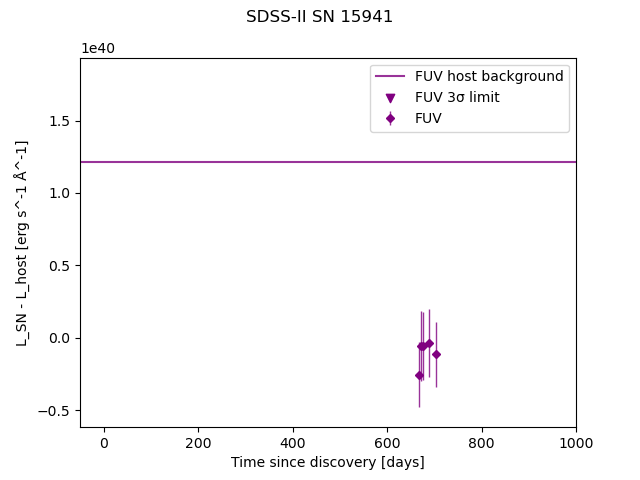 SDSS-II SN 15941
1e40
FUV host background
FUV 3σ limit
FUV
1.5
1.0
0.5
0.0
−0.5
L_SN - L_host [erg s^-1 Å^-1]
0 200 400 600 800 1000
Time since discovery [days]